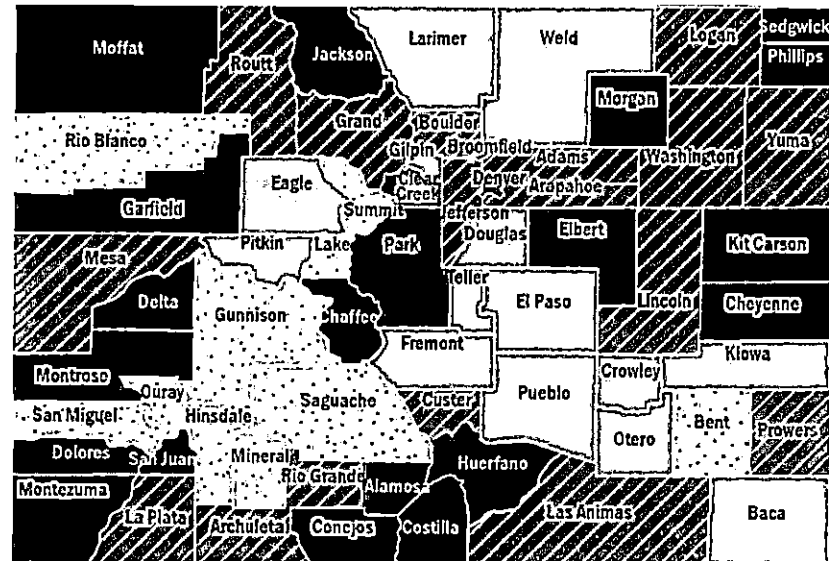 Moffat
Jackson
Larimer
Weld
Logan
Sedgwick
Phillips
Routt
Morgan
Grand
Boulder
Rio Blanco
Gilpin
Broomfield
Adams
Washington
Yuma
Clear
Creek
Denver
Arapahoe
Eagle
Garfield
Summit
Jefferson
Douglas
Elbert
Kit Carson
Pitkin
Lake
Park
Mesa
Teller
Delta
El Paso
Lincoln
Cheyenne
Gunnison
Chaffee
Fremont
Kiowa
Montrose
Crowley
Ouray
Saguache
Pueblo
Custer
San Miguel
Hinsdale
Bent
Prowers
Otero
Dolores
San Juan
Mineral
Huerfano
Rio Grande
Alamosa
Montezuma
La Plata
Archuleta
Conejos
Costilla
Las Animas
Baca